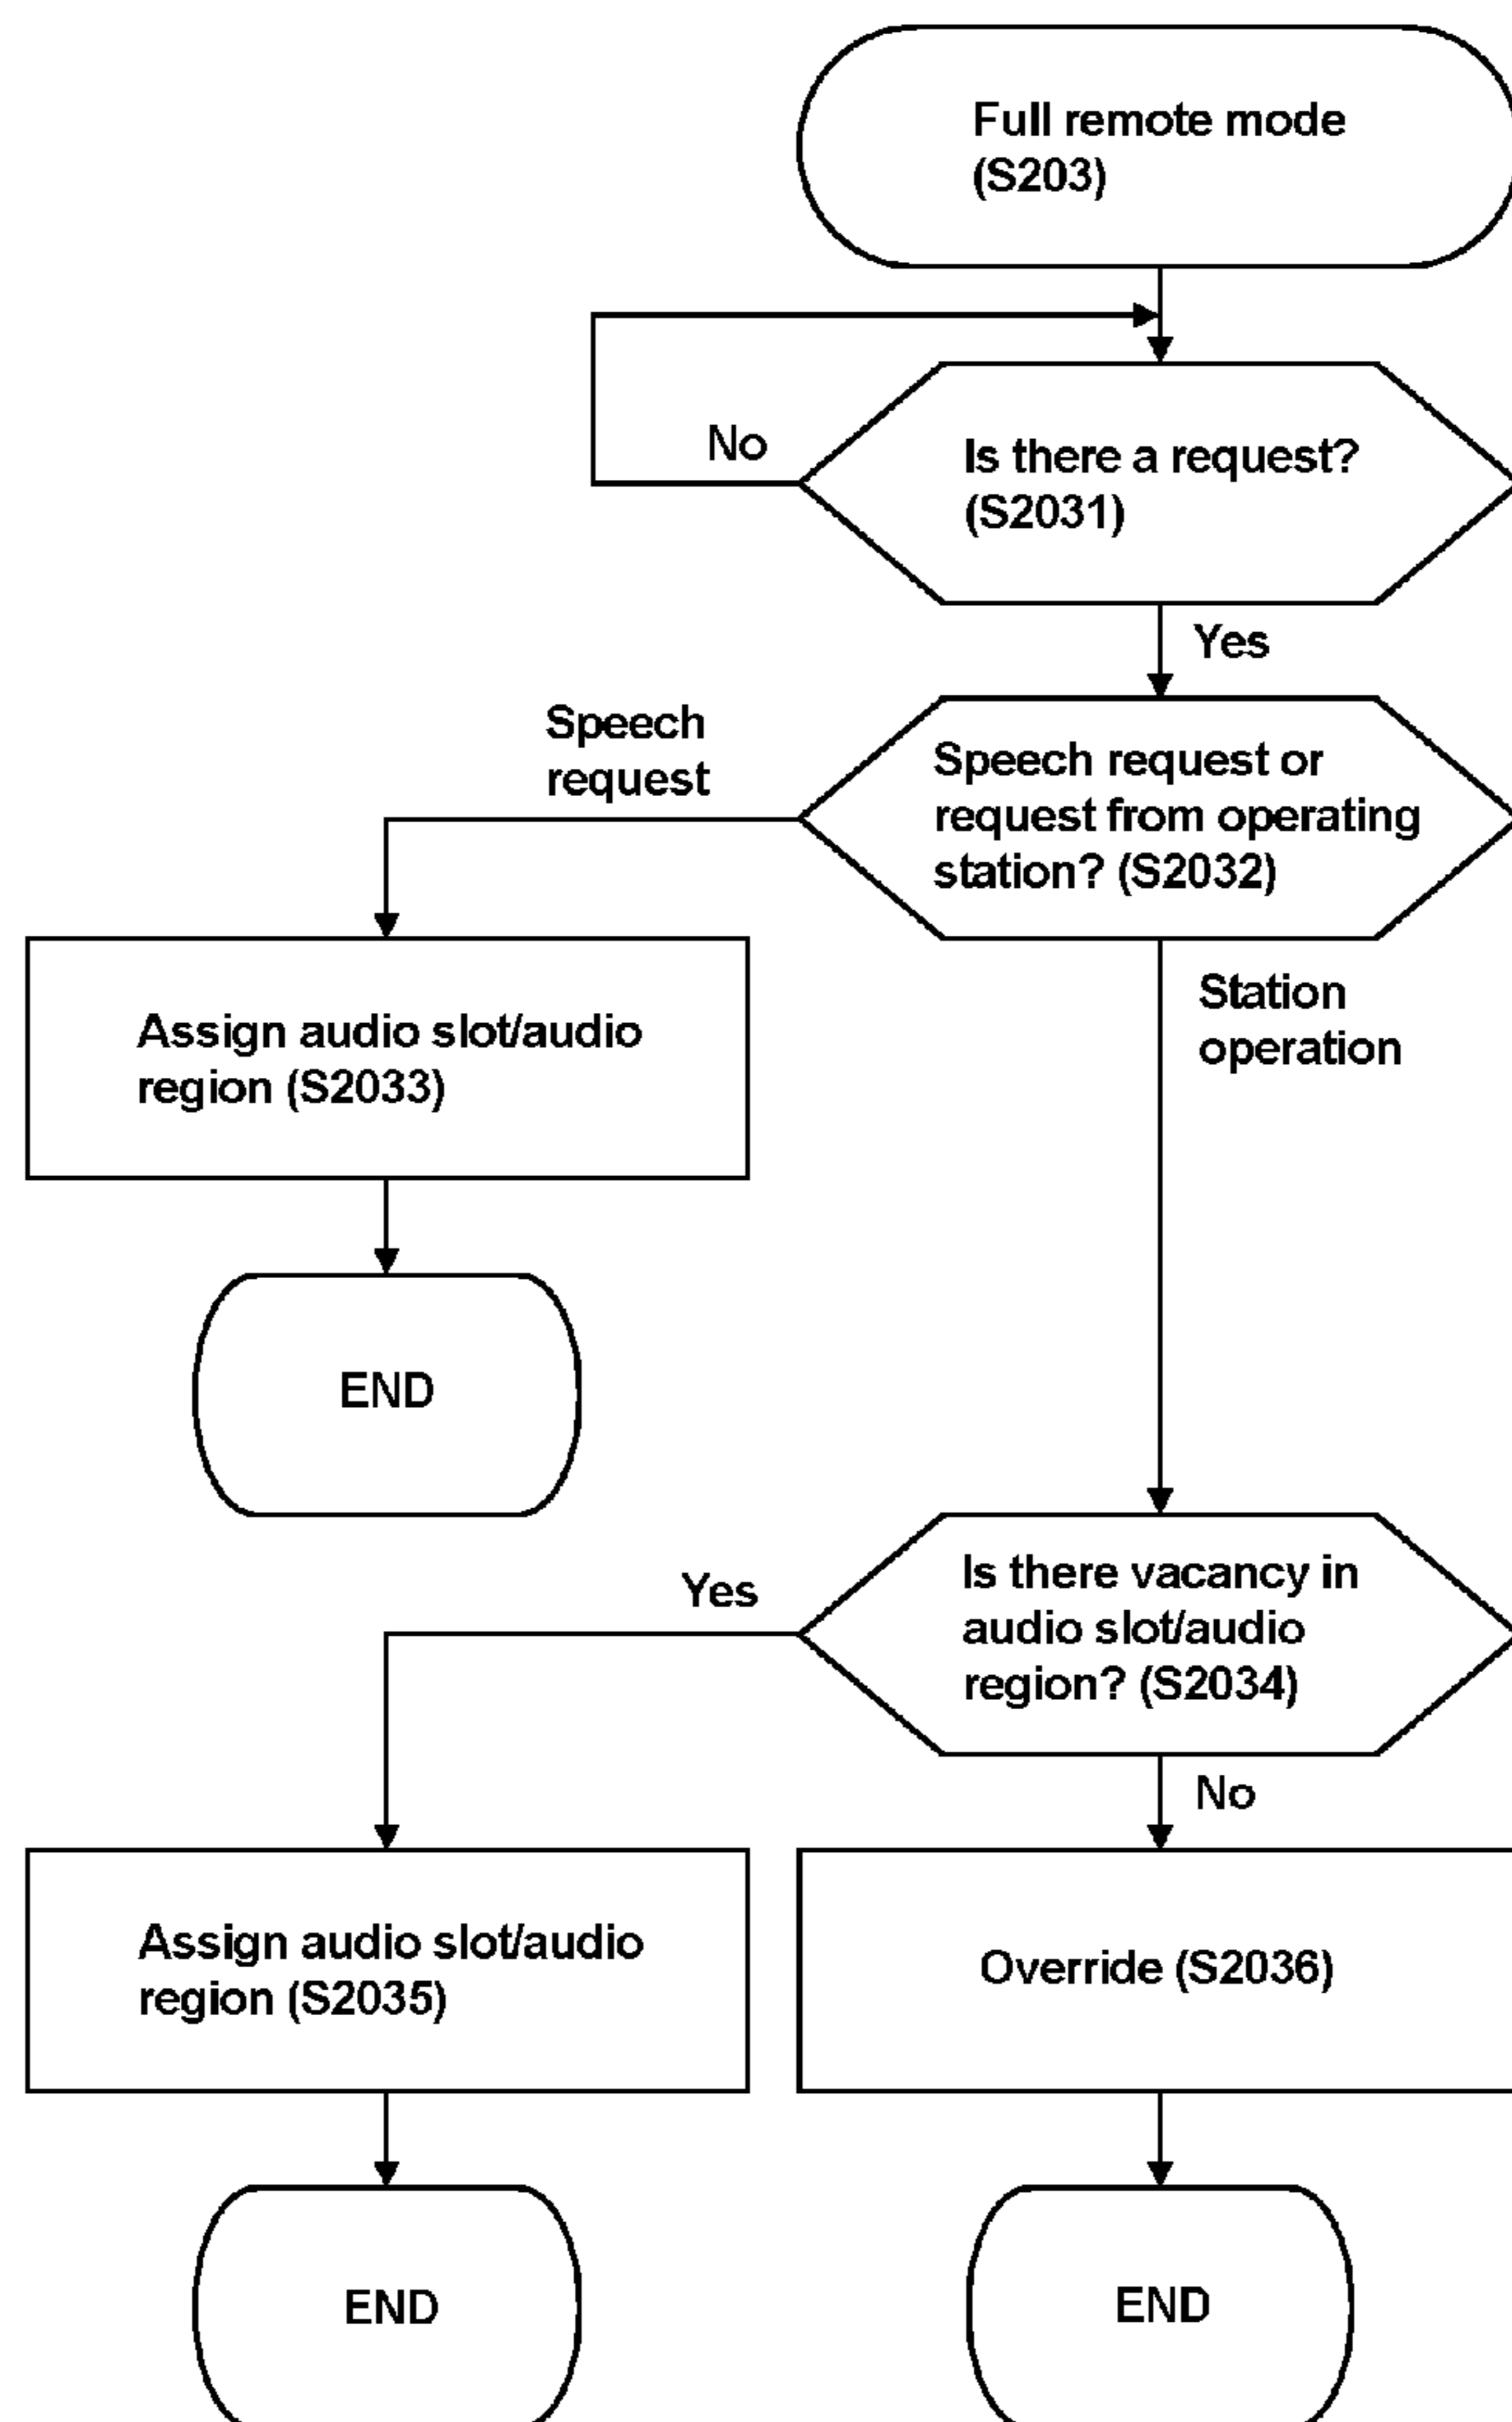 Full remote mode
(S203)
No
Is there a request?
(S2031)
Yes
Speech
request
Speech request or
request from operating
station? (S2032)
Station
operation
Assign audio slot/audio
region (S2033)
END
Yes
Is there vacancy in
audio slot/audio
region? (S2034)
No
Assign audio slot/audio
region (S2035)
Override (S2036)
END
END